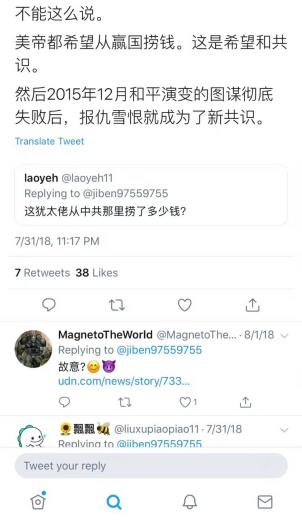 不能这么说。
美帝都希望从赢国捞钱。这是希望和共
识。
然后2015年12月和平演变的图谋彻底
失败后，报仇雪恨就成为了新共识。
Translate Tweet
laoyeh @laoyeh11
Replying to @jiben97559755
这犹太佬从中共那里捞了多少钱?
7/31/18, 11:17 PM
7 Retweets 38 Likes
MagnetoTheWorld @MagnetoThe... · 8/1/18
Replying to @jiben97559755
故意?😊😈
udn.com/news/story/733...
1
🌻飄飄🐝 @liuxupiaopiao11 · 7/31/18
Replying to @jiben97559755
Tweet your reply